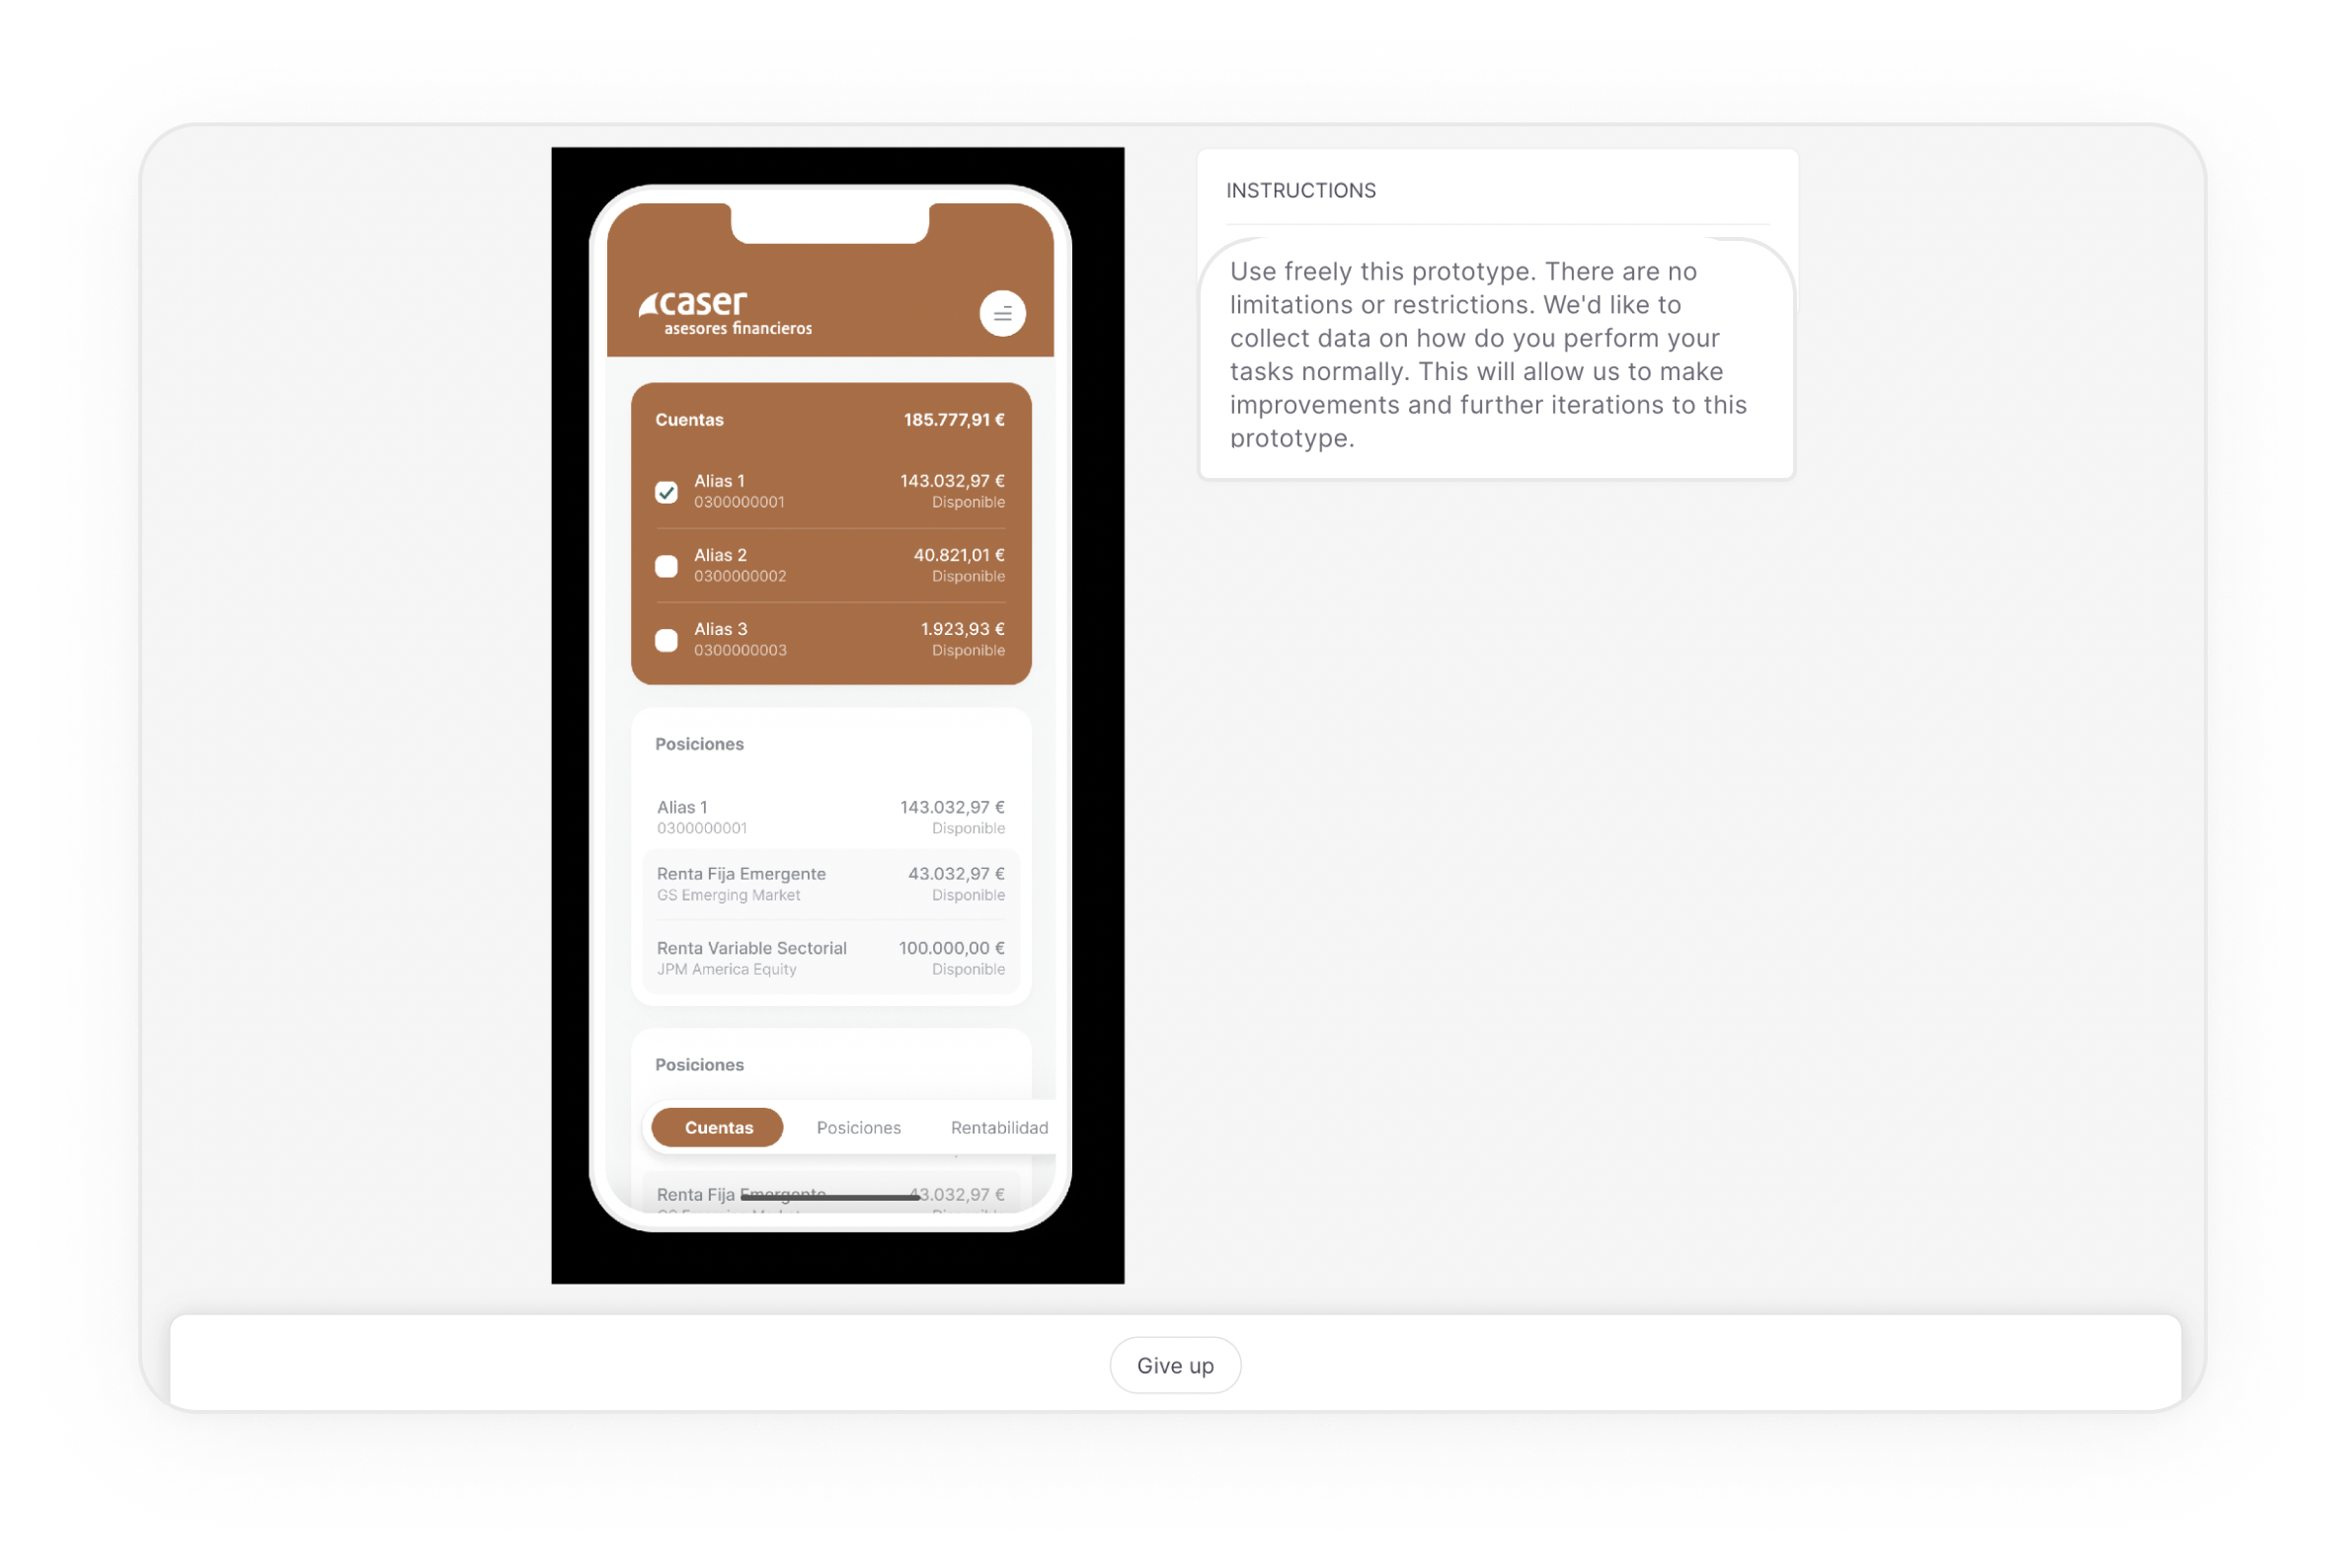 caser
asesores financieros
Cuentas 185.777,91 €
Alias 1 143.032,97 €
0300000001 Disponible
Alias 2 40.821,01 €
0300000002 Disponible
Alias 3 1.923,93 €
0300000003 Disponible
Posiciones
Alias 1 143.032,97 €
0300000001 Disponible
Renta Fija Emergente 43.032,97 €
GS Emerging Market Disponible
Renta Variable Sectorial 100.000,00 €
JPM America Equity Disponible
Posiciones
Cuentas Posiciones Rentabilidad
Renta Fija Emergente 43.032,97 €
INSTRUCTIONS
Use freely this prototype. There are no
limitations or restrictions. We'd like to
collect data on how do you perform your
tasks normally. This will allow us to make
improvements and further iterations to this
prototype.
Give up